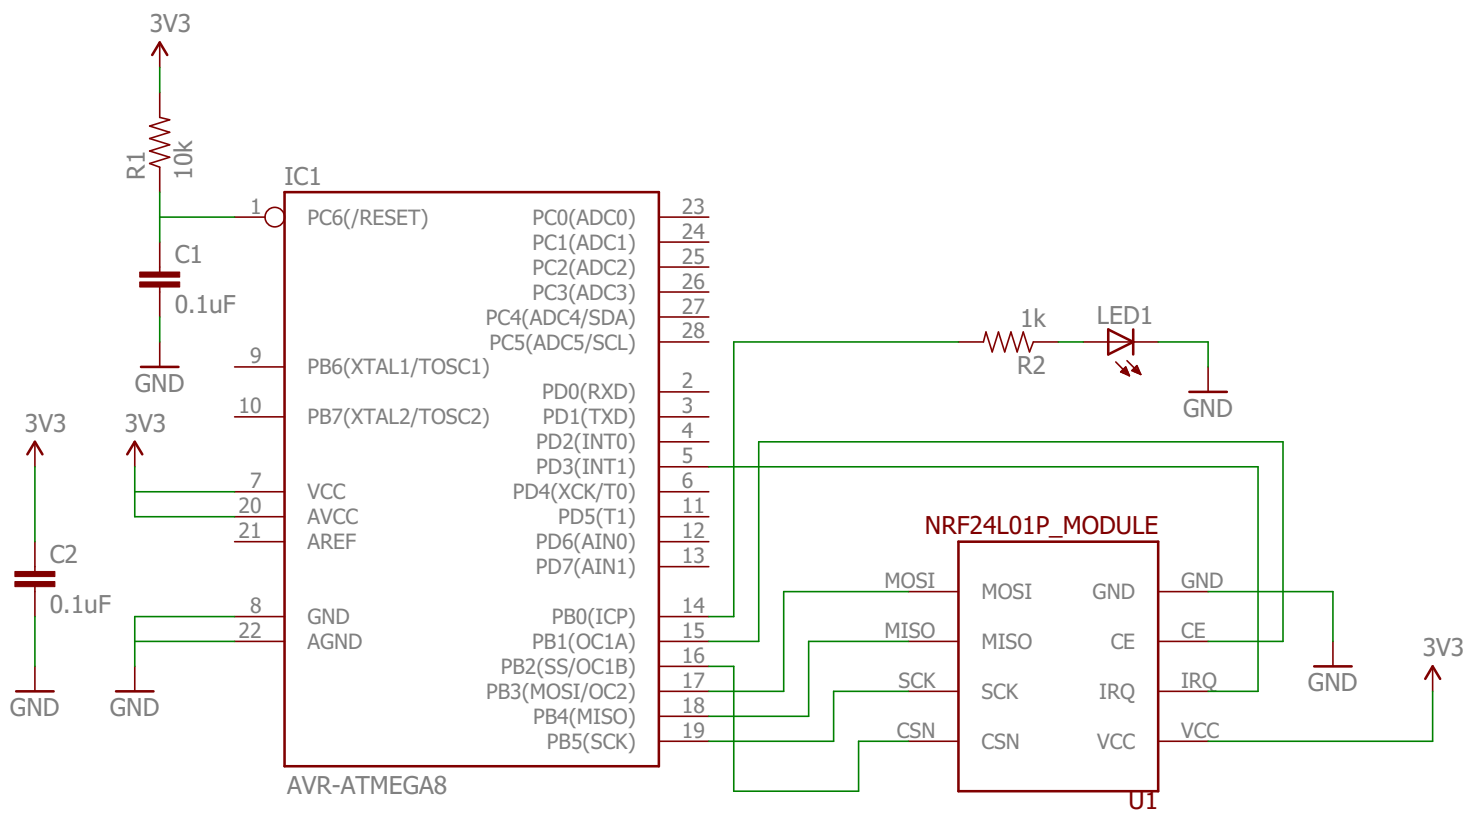 3V3
R1
10k
IC1
1
PC6(/RESET)
PC0(ADC0)
23
PC1(ADC1)
24
C1
PC2(ADC2)
25
0.1uF
PC3(ADC3)
26
PC4(ADC4/SDA)
27
PC5(ADC5/SCL)
28
1k
LED1
R2
GND
9
PB6(XTAL1/TOSC1)
GND
PD0(RXD)
2
10
PB7(XTAL2/TOSC2)
PD1(TXD)
3
3V3
3V3
PD2(INT0)
4
PD3(INT1)
5
7
VCC
PD4(XCK/T0)
6
20
AVCC
PD5(T1)
11
21
AREF
PD6(AIN0)
12
PD7(AIN1)
13
C2
0.1uF
NRF24L01P_MODULE
8
GND
PB0(ICP)
14
22
AGND
PB1(OC1A)
15
PB2(SS/OC1B)
16
PB3(MOSI/OC2)
17
PB4(MISO)
18
PB5(SCK)
19
GND
GND
MOSI
MOSI
GND
GND
MISO
MISO
CE
CE
SCK
SCK
IRQ
IRQ
CSN
CSN
VCC
VCC
GND
3V3
AVR-ATMEGA8
U1